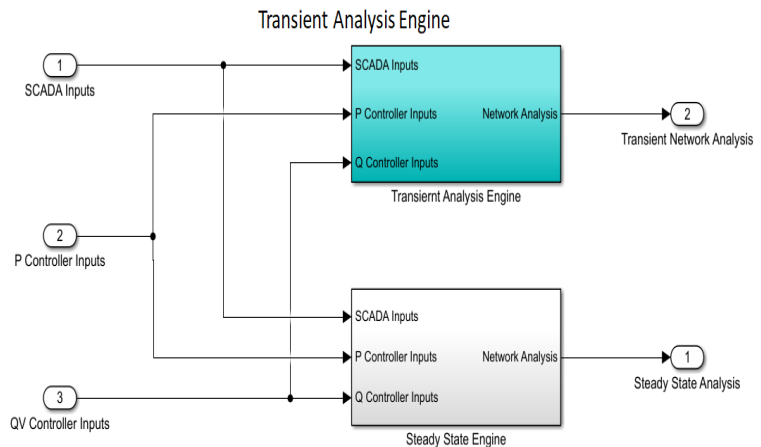 Transient Analysis Engine
1
SCADA Inputs
2
P Controller Inputs
3
QV Controller Inputs
SCADA Inputs
P Controller Inputs
Q Controller Inputs
Network Analysis
Transiernt Analysis Engine
2
Transient Network Analysis
SCADA Inputs
P Controller Inputs
Q Controller Inputs
Network Analysis
Steady State Engine
1
Steady State Analysis